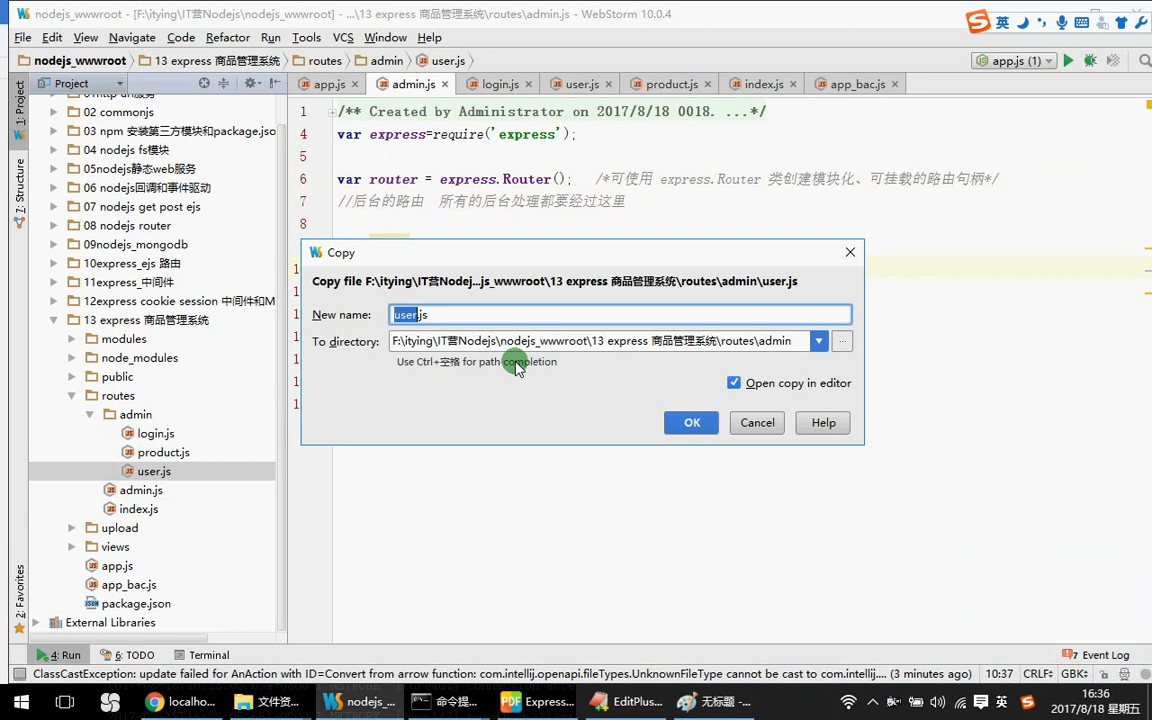 nodejs_wwwroot - [F:\itying\IT营Nodejs\nodejs_wwwroot] - ...\13 express 商品管理系统\routes\admin.js - WebStorm 10.0.4
英
File Edit View Navigate Code Refactor Run Tools VCS Window Help
nodejs_wwwroot 13 express 商品管理系统 routes admin user.js app.js (1)
Project app.js admin.js login.js user.js product.js index.js app_bac.js
1: Project
7: Structure
2: Favorites
02 commonjs
03 npm 安装第三方模块和package.jso
04 nodejs fs模块
05nodejs静态web服务
06 nodejs回调和事件驱动
07 nodejs get post ejs
08 nodejs router
09nodejs_mongodb
10express_ejs 路由
11express_中间件
12express cookie session 中间件和M
13 express 商品管理系统
modules
node_modules
public
routes
admin
login.js
product.js
user.js
admin.js
index.js
upload
views
app.js
app_bac.js
package.json
External Libraries
1 /** Created by Administrator on 2017/8/18 0018. ...*/
4 var express=require('express');
5
6 var router = express.Router(); /*可使用 express.Router 类创建模块化、可挂载的路由句柄*/
7 //后台的路由 所有的后台处理都要经过这里
8
Copy
Copy file F:\itying\IT营Nodej...js_wwwroot\13 express 商品管理系统\routes\admin\user.js
New name: user.js
To directory: F:\itying\IT营Nodejs\nodejs_wwwroot\13 express 商品管理系统\routes\admin
Use Ctrl+空格 for path completion
Open copy in editor
OK Cancel Help
4: Run 6: TODO Terminal 7 Event Log
ClassCastException: update failed for AnAction with ID=Convert from arrow function: com.intellij.openapi.fileTypes.UnknownFileType cannot be cast to com.intellij.... (3 minutes ago) 10:37 CRLF÷ GBK÷
localho... 文件资... nodejs_... 命令提... Express... EditPlus... 无标题 -... 英 16:36
2017/8/18 星期五